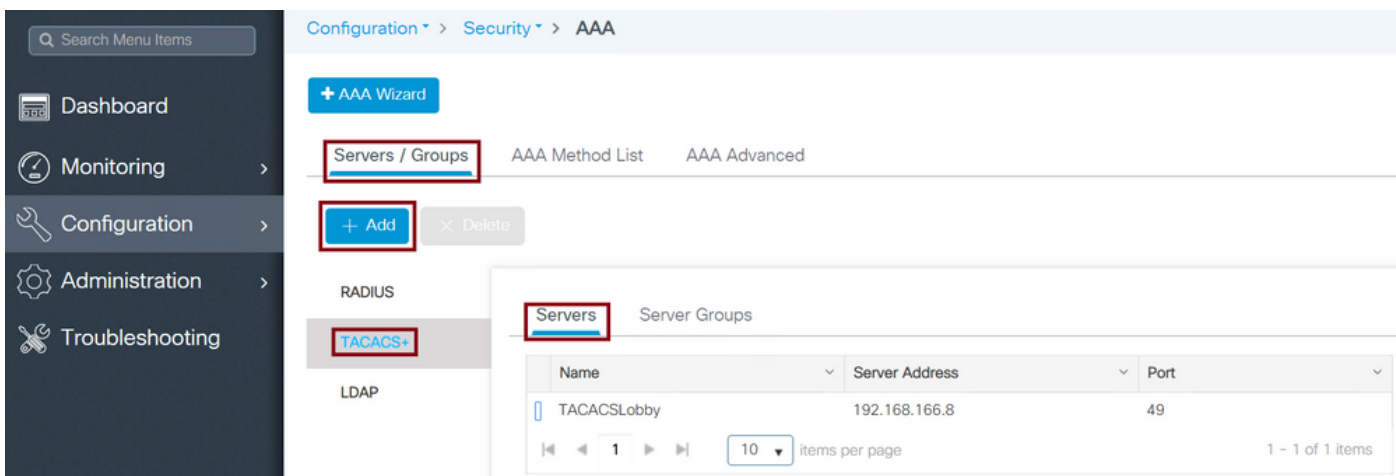 Search Menu Items
Dashboard
Monitoring
Configuration
Administration
Troubleshooting
Configuration > Security > AAA
+ AAA Wizard
Servers / Groups AAA Method List AAA Advanced
+ Add × Delete
RADIUS
TACACS+
LDAP
Servers Server Groups
Name Server Address Port
TACACSLobby 192.168.166.8 49
1 10 items per page 1 - 1 of 1 items